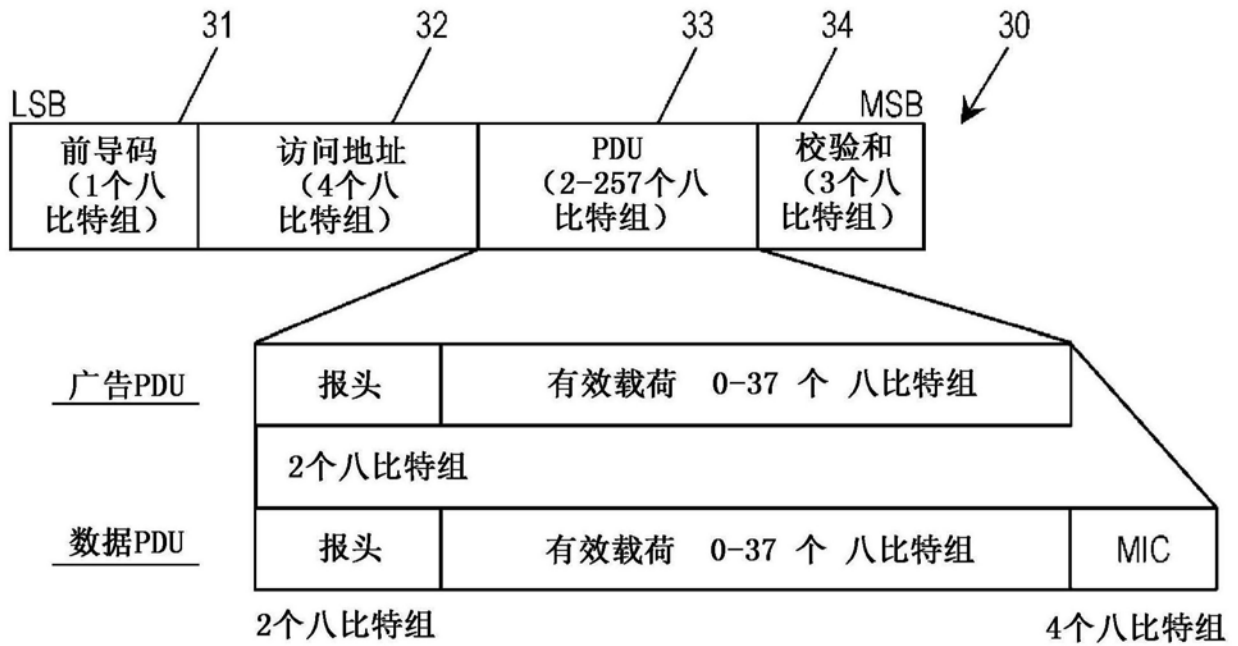 31
32
33
34
30
LSB
MSB
前导码
（1个八
比特组）
访问地址
（4个八
比特组）
PDU
（2-257个八
比特组）
校验和
（3个八
比特组）
广告PDU
报头
有效载荷 0-37 个 八比特组
2个八比特组
数据PDU
报头
有效载荷 0-37 个 八比特组
MIC
2个八比特组
4个八比特组